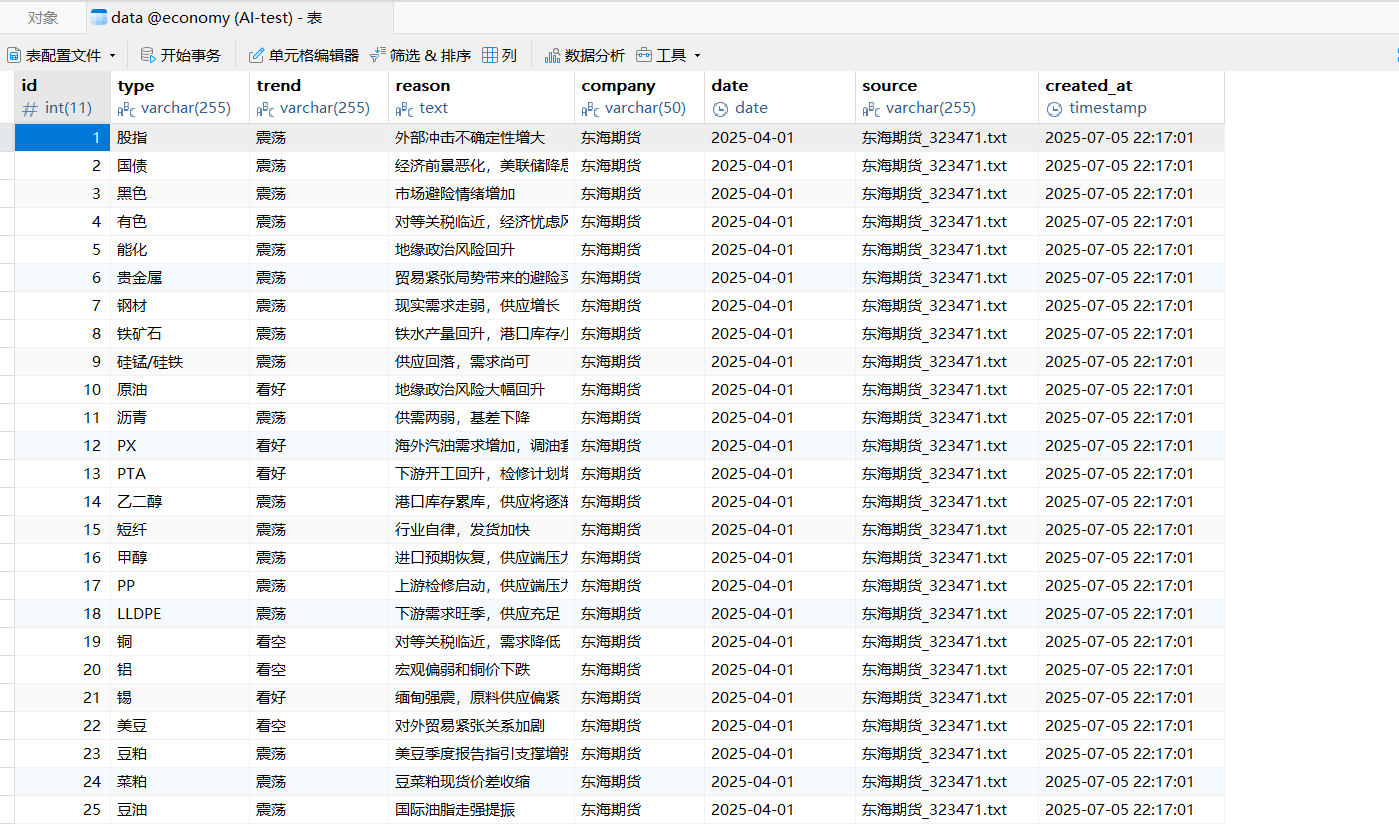 对象 data @economy (AI-test) - 表
表配置文件 开始事务 单元格编辑器 筛选 & 排序 列 数据分析 工具
id type trend reason company date source created_at
# int(11) ABC varchar(255) ABC varchar(255) ABC text ABC varchar(50) date ABC varchar(255) timestamp
1 股指 震荡 外部冲击不确定性增大 东海期货 2025-04-01 东海期货_323471.txt 2025-07-05 22:17:01
2 国债 震荡 经济前景恶化，美联储降息 东海期货 2025-04-01 东海期货_323471.txt 2025-07-05 22:17:01
3 黑色 震荡 市场避险情绪增加 东海期货 2025-04-01 东海期货_323471.txt 2025-07-05 22:17:01
4 有色 震荡 对等关税临近，经济忧虑 东海期货 2025-04-01 东海期货_323471.txt 2025-07-05 22:17:01
5 能化 震荡 地缘政治风险回升 东海期货 2025-04-01 东海期货_323471.txt 2025-07-05 22:17:01
6 贵金属 震荡 贸易紧张局势带来的避险 东海期货 2025-04-01 东海期货_323471.txt 2025-07-05 22:17:01
7 钢材 震荡 现实需求走弱，供应增长 东海期货 2025-04-01 东海期货_323471.txt 2025-07-05 22:17:01
8 铁矿石 震荡 铁水产量回升，港口库存 东海期货 2025-04-01 东海期货_323471.txt 2025-07-05 22:17:01
9 硅锰/硅铁 震荡 供应回落，需求尚可 东海期货 2025-04-01 东海期货_323471.txt 2025-07-05 22:17:01
10 原油 看好 地缘政治风险大幅回升 东海期货 2025-04-01 东海期货_323471.txt 2025-07-05 22:17:01
11 沥青 震荡 供需两弱，基差下降 东海期货 2025-04-01 东海期货_323471.txt 2025-07-05 22:17:01
12 PX 看好 海外汽油需求增加，调油套 东海期货 2025-04-01 东海期货_323471.txt 2025-07-05 22:17:01
13 PTA 看好 下游开工回升，检修计划增 东海期货 2025-04-01 东海期货_323471.txt 2025-07-05 22:17:01
14 乙二醇 震荡 港口库存累库，供应将逐渐 东海期货 2025-04-01 东海期货_323471.txt 2025-07-05 22:17:01
15 短纤 震荡 行业自律，发货加快 东海期货 2025-04-01 东海期货_323471.txt 2025-07-05 22:17:01
16 甲醇 震荡 进口预期恢复，供应端压力 东海期货 2025-04-01 东海期货_323471.txt 2025-07-05 22:17:01
17 PP 震荡 上游检修启动，供应端压力 东海期货 2025-04-01 东海期货_323471.txt 2025-07-05 22:17:01
18 LLDPE 震荡 下游需求旺季，供应充足 东海期货 2025-04-01 东海期货_323471.txt 2025-07-05 22:17:01
19 铜 看空 对等关税临近，需求降低 东海期货 2025-04-01 东海期货_323471.txt 2025-07-05 22:17:01
20 铝 看空 宏观偏弱和铜价下跌 东海期货 2025-04-01 东海期货_323471.txt 2025-07-05 22:17:01
21 锡 看好 缅甸强震，原料供应偏紧 东海期货 2025-04-01 东海期货_323471.txt 2025-07-05 22:17:01
22 美豆 看空 对外贸易紧张关系加剧 东海期货 2025-04-01 东海期货_323471.txt 2025-07-05 22:17:01
23 豆粕 震荡 美豆季度报告指引支撑增强 东海期货 2025-04-01 东海期货_323471.txt 2025-07-05 22:17:01
24 菜粕 震荡 豆菜粕现货价差收缩 东海期货 2025-04-01 东海期货_323471.txt 2025-07-05 22:17:01
25 豆油 震荡 国际油脂走强提振 东海期货 2025-04-01 东海期货_323471.txt 2025-07-05 22:17:01